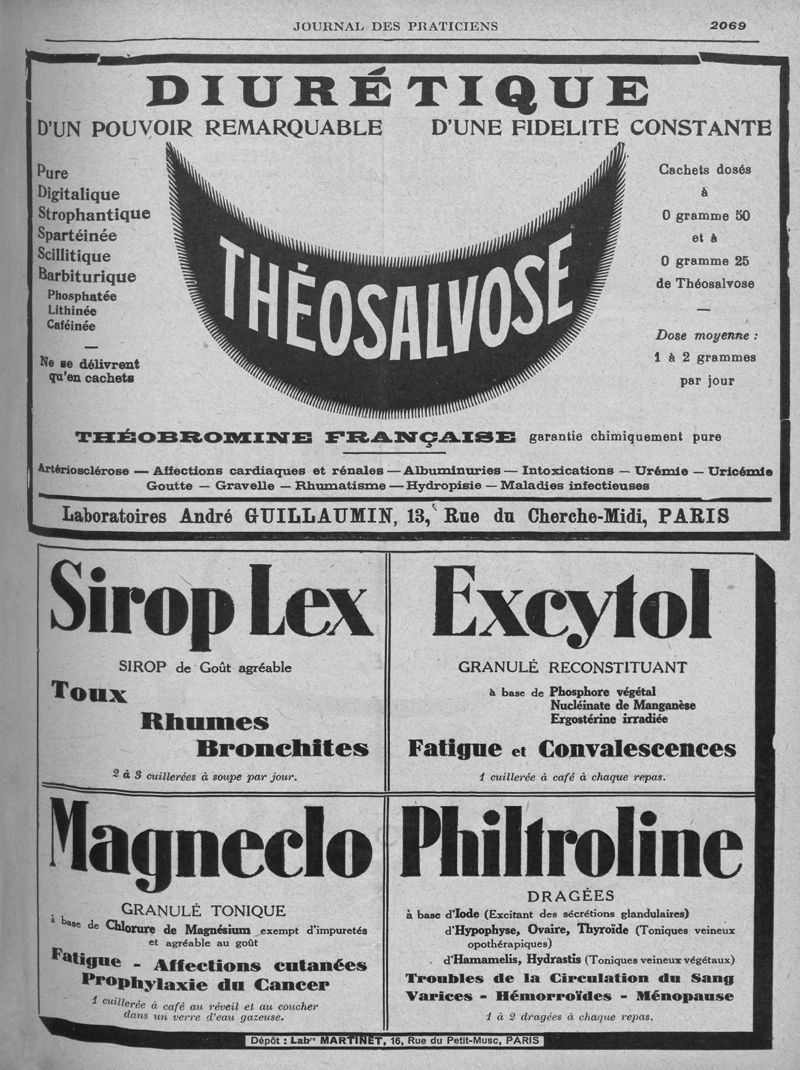 JOURNAL DES PRATICIENS 2069
DIURÉTIQUE
D'UN POUVOIR REMARQUABLE D'UNE FIDELITE CONSTANTE
Pure
Digitalique
Strophantique
Spartéinée
Scillitique
Barbiturique
Phosphatée
Lithinée
Caféinée
—
Ne se délivrent
qu'en cachets
THÉOSALVOSE
Cachets dosés
à
0 gramme 50
et à
0 gramme 25
de Théosalvose
—
Dose moyenne :
1 à 2 grammes
par jour
THÉOBROMINE FRANÇAISE garantie chimiquement pure
Artériosclérose — Affections cardiaques et rénales — Albuminuries — Intoxications — Urémie — Uricémie
Goutte — Gravelle — Rhumatisme — Hydropisie — Maladies infectieuses
Laboratoires André GUILLAUMIN, 13, Rue du Cherche-Midi, PARIS
Sirop Lex
SIROP de Goût agréable
Toux
Rhumes
Bronchites
2 à 3 cuillerées à soupe par jour.
Excytol
GRANULÉ RECONSTITUANT
à base de Phosphore végétal
Nucléinate de Manganèse
Ergostérine irradiée
Fatigue et Convalescences
1 cuillerée à café à chaque repas.
Magneclo
GRANULÉ TONIQUE
à base de Chlorure de Magnésium exempt d'impuretés
et agréable au goût
Fatigue - Affections cutanées
Prophylaxie du Cancer
1 cuillerée à café au réveil et au coucher
dans un verre d'eau gazeuse.
Philtroline
DRAGÉES
à base d'Iode (Excitant des sécrétions glandulaires)
d'Hypophyse, Ovaire, Thyroïde (Toniques veineux
opothérapiques)
d'Hamamelis, Hydrastis (Toniques veineux végétaux)
Troubles de la Circulation du Sang
Varices - Hémorroïdes - Ménopause
1 à 2 dragées à chaque repas.
Dépôt : Labres MARTINET, 16, Rue du Petit-Musc, PARIS